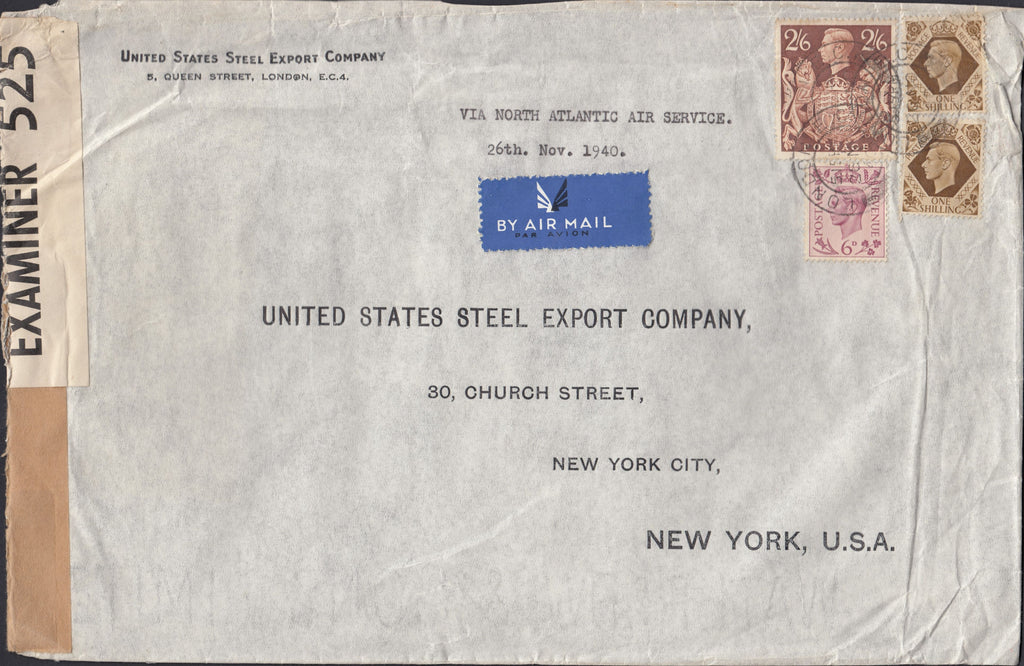 EXAMINER 525
UNITED STATES STEEL EXPORT COMPANY
5, QUEEN STREET, LONDON, E.C.4.
VIA NORTH ATLANTIC AIR SERVICE.
26th. Nov. 1940.
BY AIR MAIL
PAR AVION
2/6 2/6
POSTAGE
ONE
SHILLING
ONE
SHILLING
POSTAGE REVENUE
6D
UNITED STATES STEEL EXPORT COMPANY,
30, CHURCH STREET,
NEW YORK CITY,
NEW YORK, U.S.A.